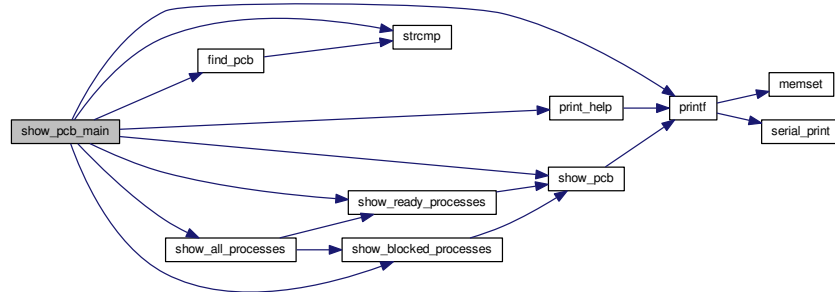 strcmp
find_pcb
memset
print_help
printf
show_pcb_main
serial_print
show_pcb
show_ready_processes
show_all_processes
show_blocked_processes